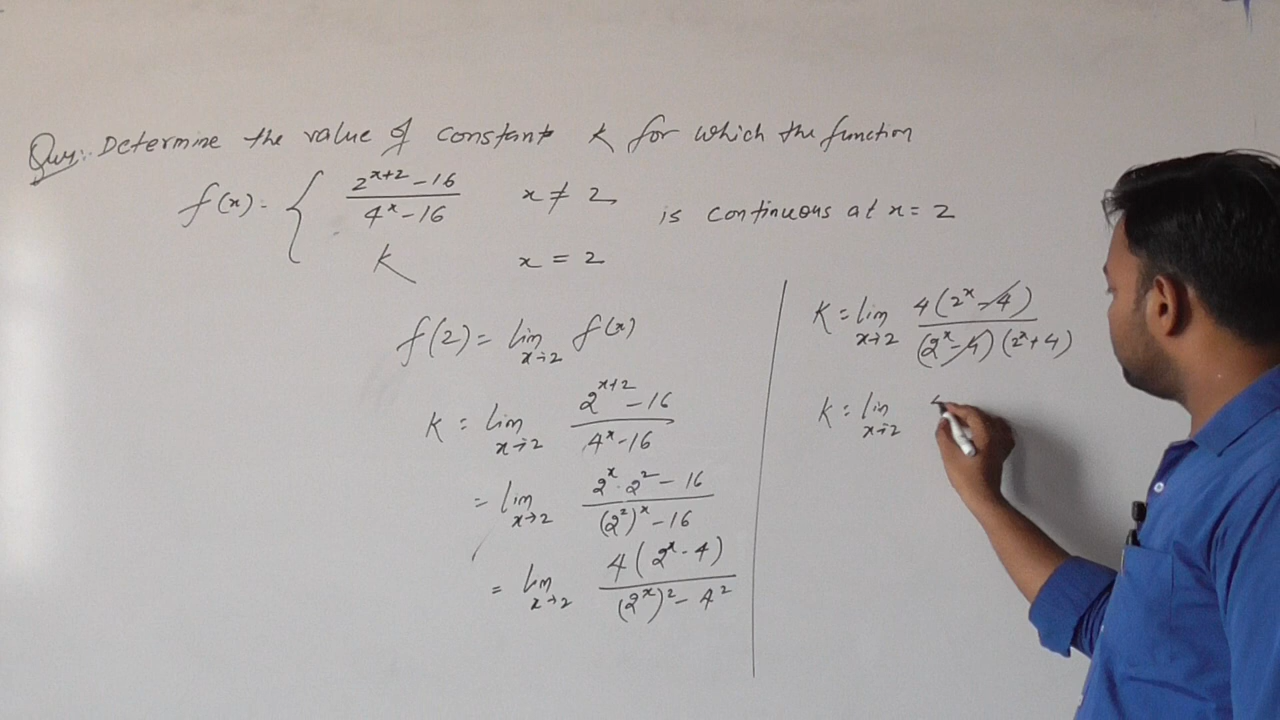 Ques: Determine the value of constant K for which the function
f(x) = { (2^(x+2) - 16)/(4^x - 16) x ≠ 2,
K x = 2
is continuous at x = 2
f(2) = lim x→2 f(x)
K = lim x→2 (2^(x+2) - 16)/(4^x - 16)
= lim x→2 (2^x · 2^2 - 16)/((2^2)^x - 16)
= lim x→2 4(2^x - 4)/((2^x)^2 - 4^2)
K = lim x→2 4(2^x - 4)/((2^x - 4)(2^x + 4))
K = lim x→2